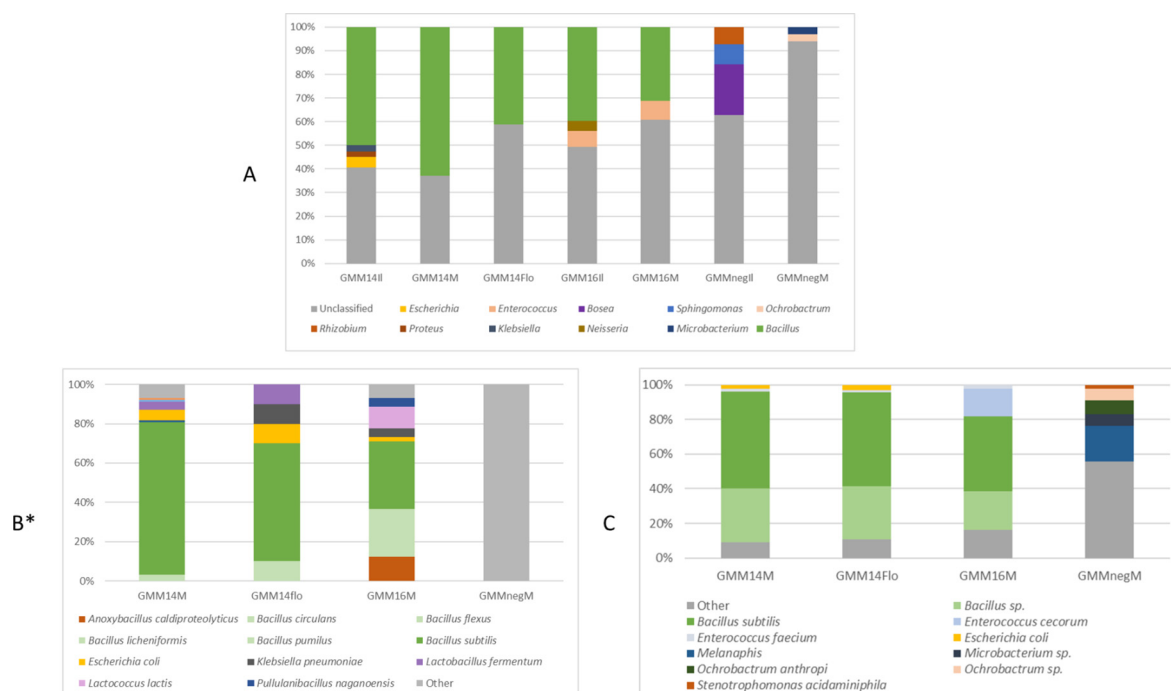 A
100%
90%
80%
70%
60%
50%
40%
30%
20%
10%
0%
GMM14Il GMM14M GMM14Flo GMM16Il GMM16M GMMnegIl GMMnegM
Unclassified Escherichia Enterococcus Bosea Sphingomonas Ochrobactrum
Rhizobium Proteus Klebsiella Neisseria Microbacterium Bacillus
B*
100%
80%
60%
40%
20%
0%
GMM14M GMM14flo GMM16M GMMnegM
Anoxybacillus caldiproteolyticus Bacillus circulans Bacillus flexus
Bacillus licheniformis Bacillus pumilus Bacillus subtilis
Escherichia coli Klebsiella pneumoniae Lactobacillus fermentum
Lactococcus lactis Pullulanibacillus naganoensis Other
C
100%
80%
60%
40%
20%
0%
GMM14M GMM14Flo GMM16M GMMnegM
Other Bacillus sp.
Bacillus subtilis Enterococcus cecorum
Enterococcus faecium Escherichia coli
Melanaphis Microbacterium sp.
Ochrobactrum anthropi Ochrobactrum sp.
Stenotrophomonas acidaminiphila